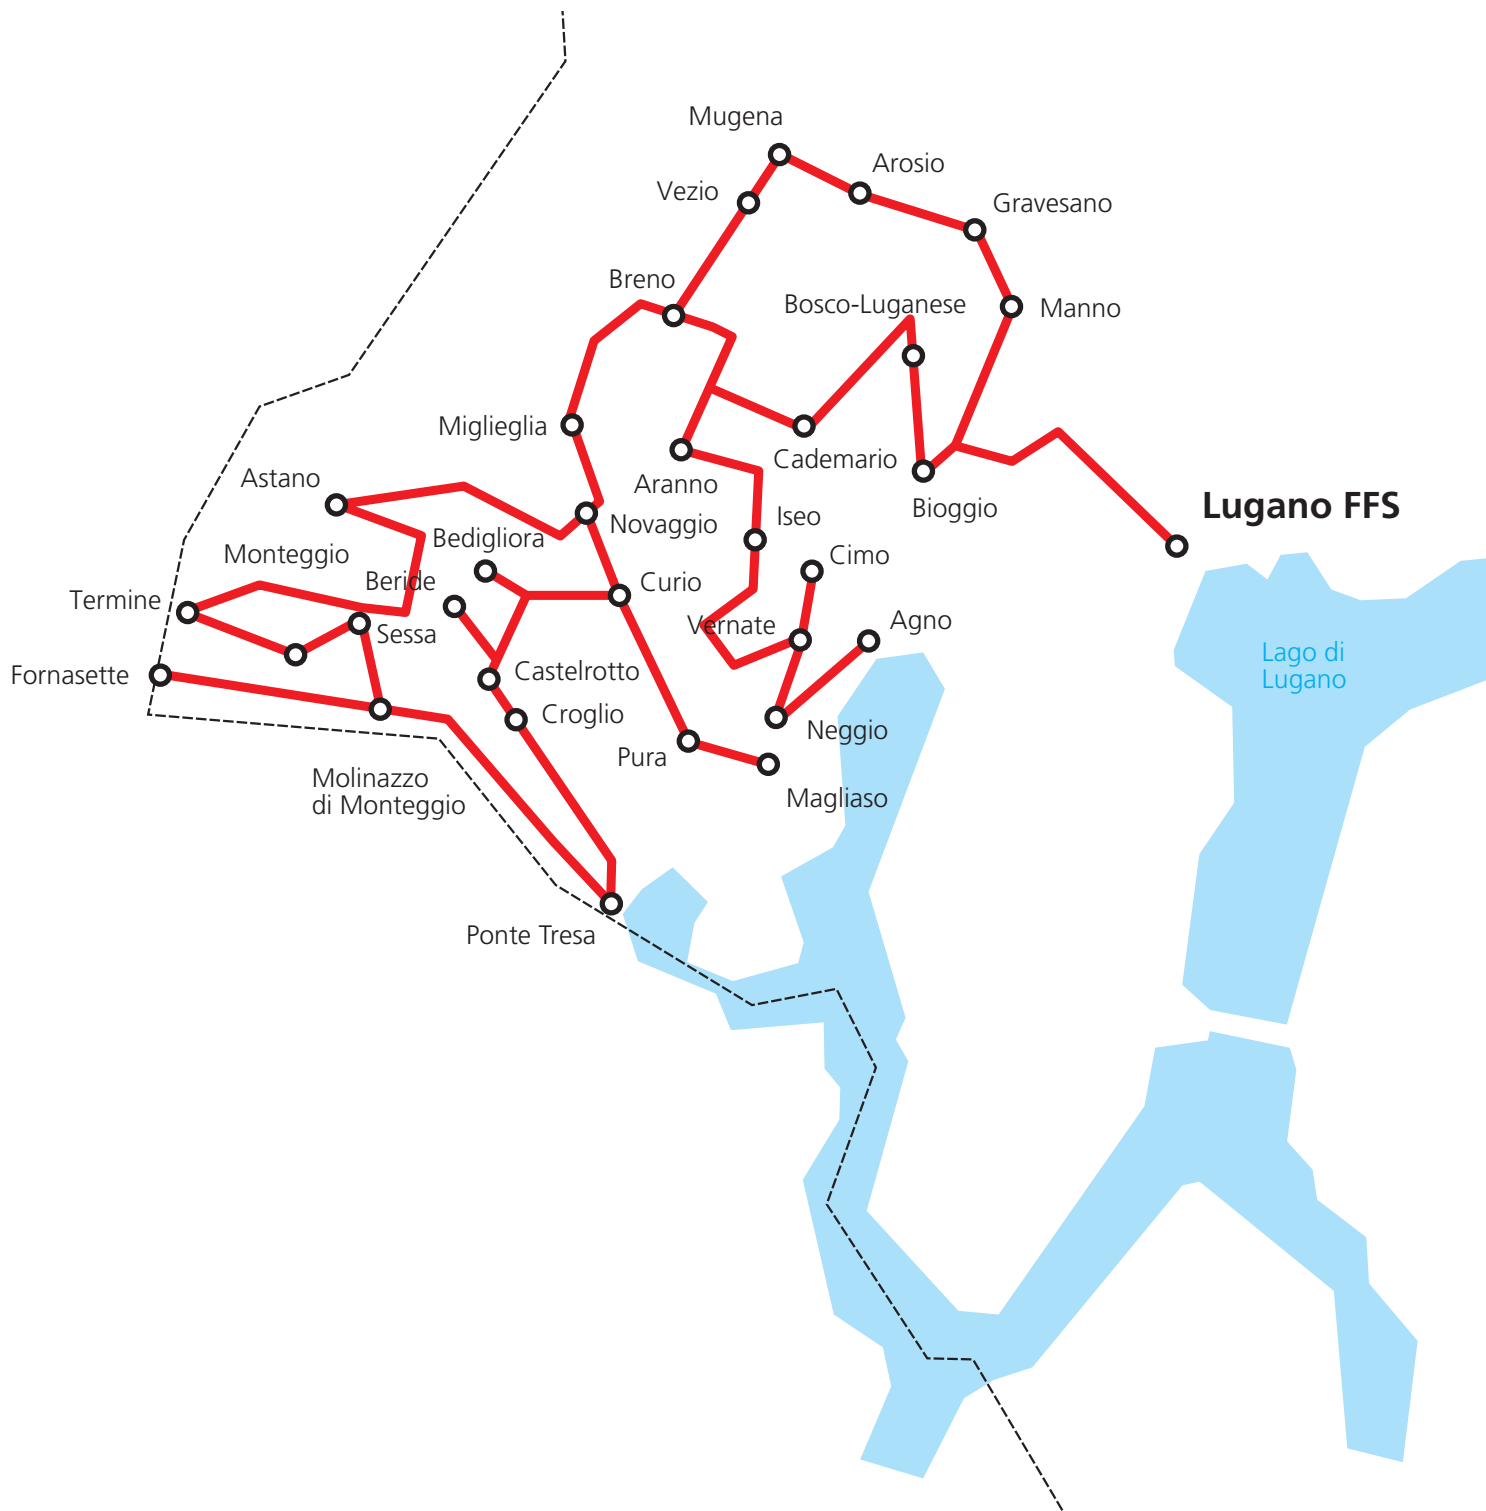 Mugena
Arosio
Vezio
Gravesano
Breno
Bosco-Luganese
Manno
Miglieglia
Cademario
Astano
Aranno
Lugano FFS
Bioggio
Iseo
Novaggio
Bedigliora
Monteggio
Cimo
Beride
Curio
Termine
Agno
Vernate
Sessa
Lago di
Lugano
Fornasette
Castelrotto
Croglio
Neggio
Pura
Molinazzo
di Monteggio
Magliaso
Ponte Tresa